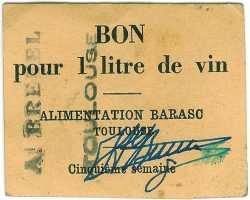 BON
pour 1 litre de vin
ALIMENTATION BARASC
TOULOUSE
Cinquième semaine
TOULOUSE